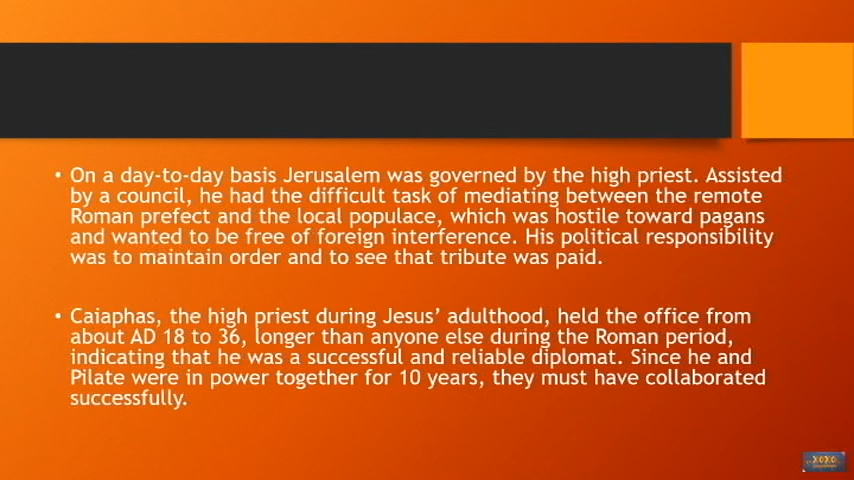 • On a day-to-day basis Jerusalem was governed by the high priest. Assisted
by a council, he had the difficult task of mediating between the remote
Roman prefect and the local populace, which was hostile toward pagans
and wanted to be free of foreign interference. His political responsibility
was to maintain order and to see that tribute was paid.
• Caiaphas, the high priest during Jesus’ adulthood, held the office from
about AD 18 to 36, longer than anyone else during the Roman period,
indicating that he was a successful and reliable diplomat. Since he and
Pilate were in power together for 10 years, they must have collaborated
successfully.